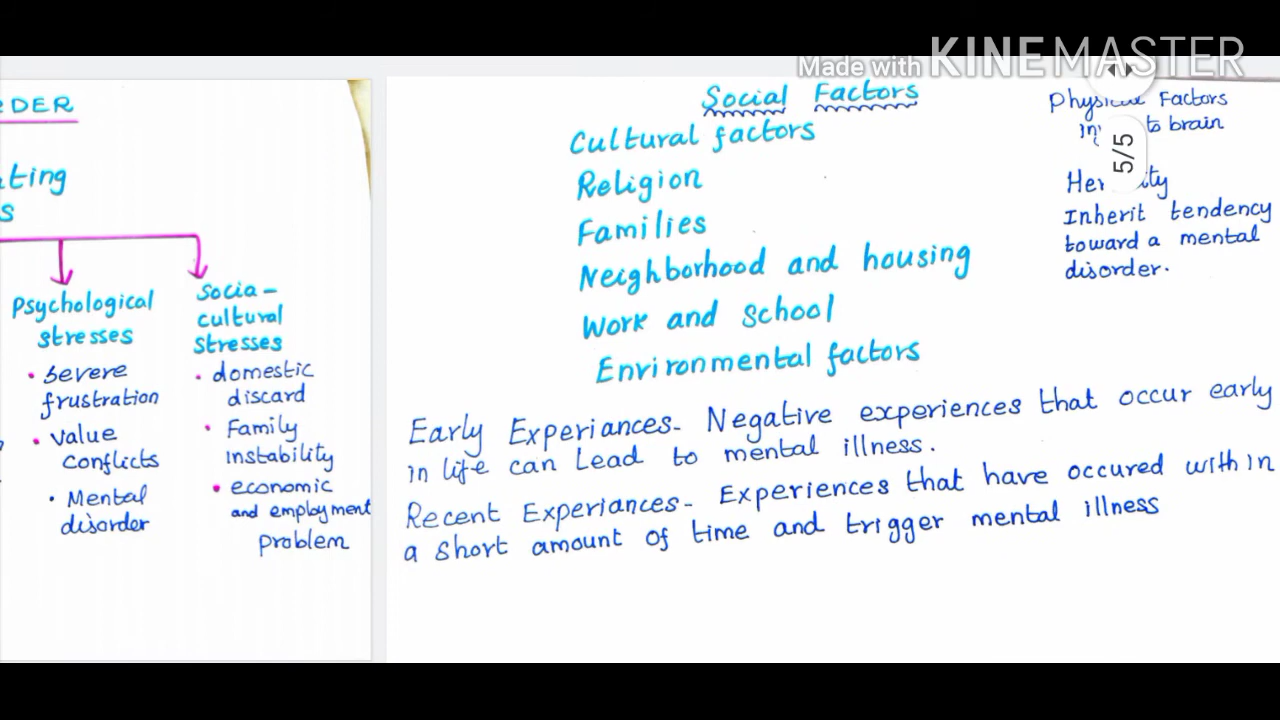 Made with KINEMASTER
RDER
ating
s
Psychological
stresses
• Severe
frustration
• Value
Conflicts
• Mental
disorder
Socia-
cultural
stresses
• domestic
discard
• Family
instability
• economic
and employment
problem
Social Factors
Cultural factors
Religion
Families
Neighborhood and housing
Work and School
Environmental factors
Early Experiances- Negative experiences that occur early
in life can Lead to mental illness.
Recent Experiances- Experiences that have occured with in
a short amount of time and trigger mental illness
Factors
to brain
Inherit tendency
toward a mental
disorder.
5/5